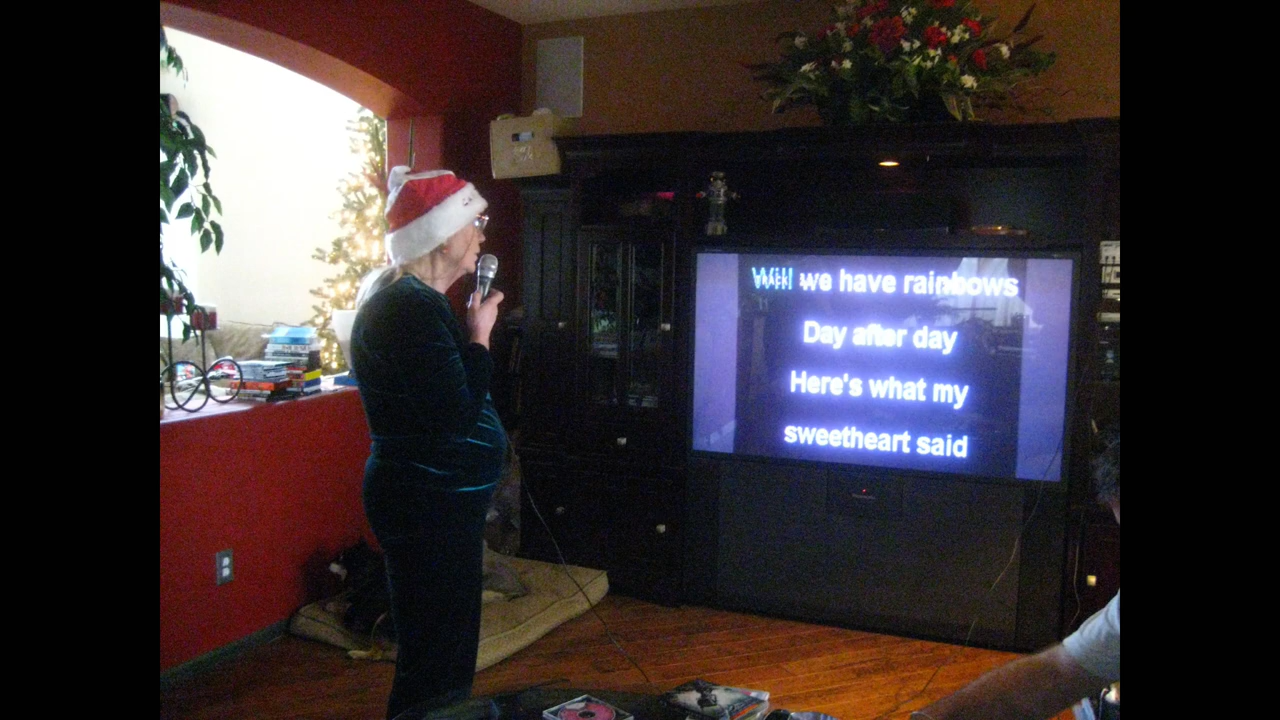 Will we have rainbows
Day after day
Here's what my
sweetheart said